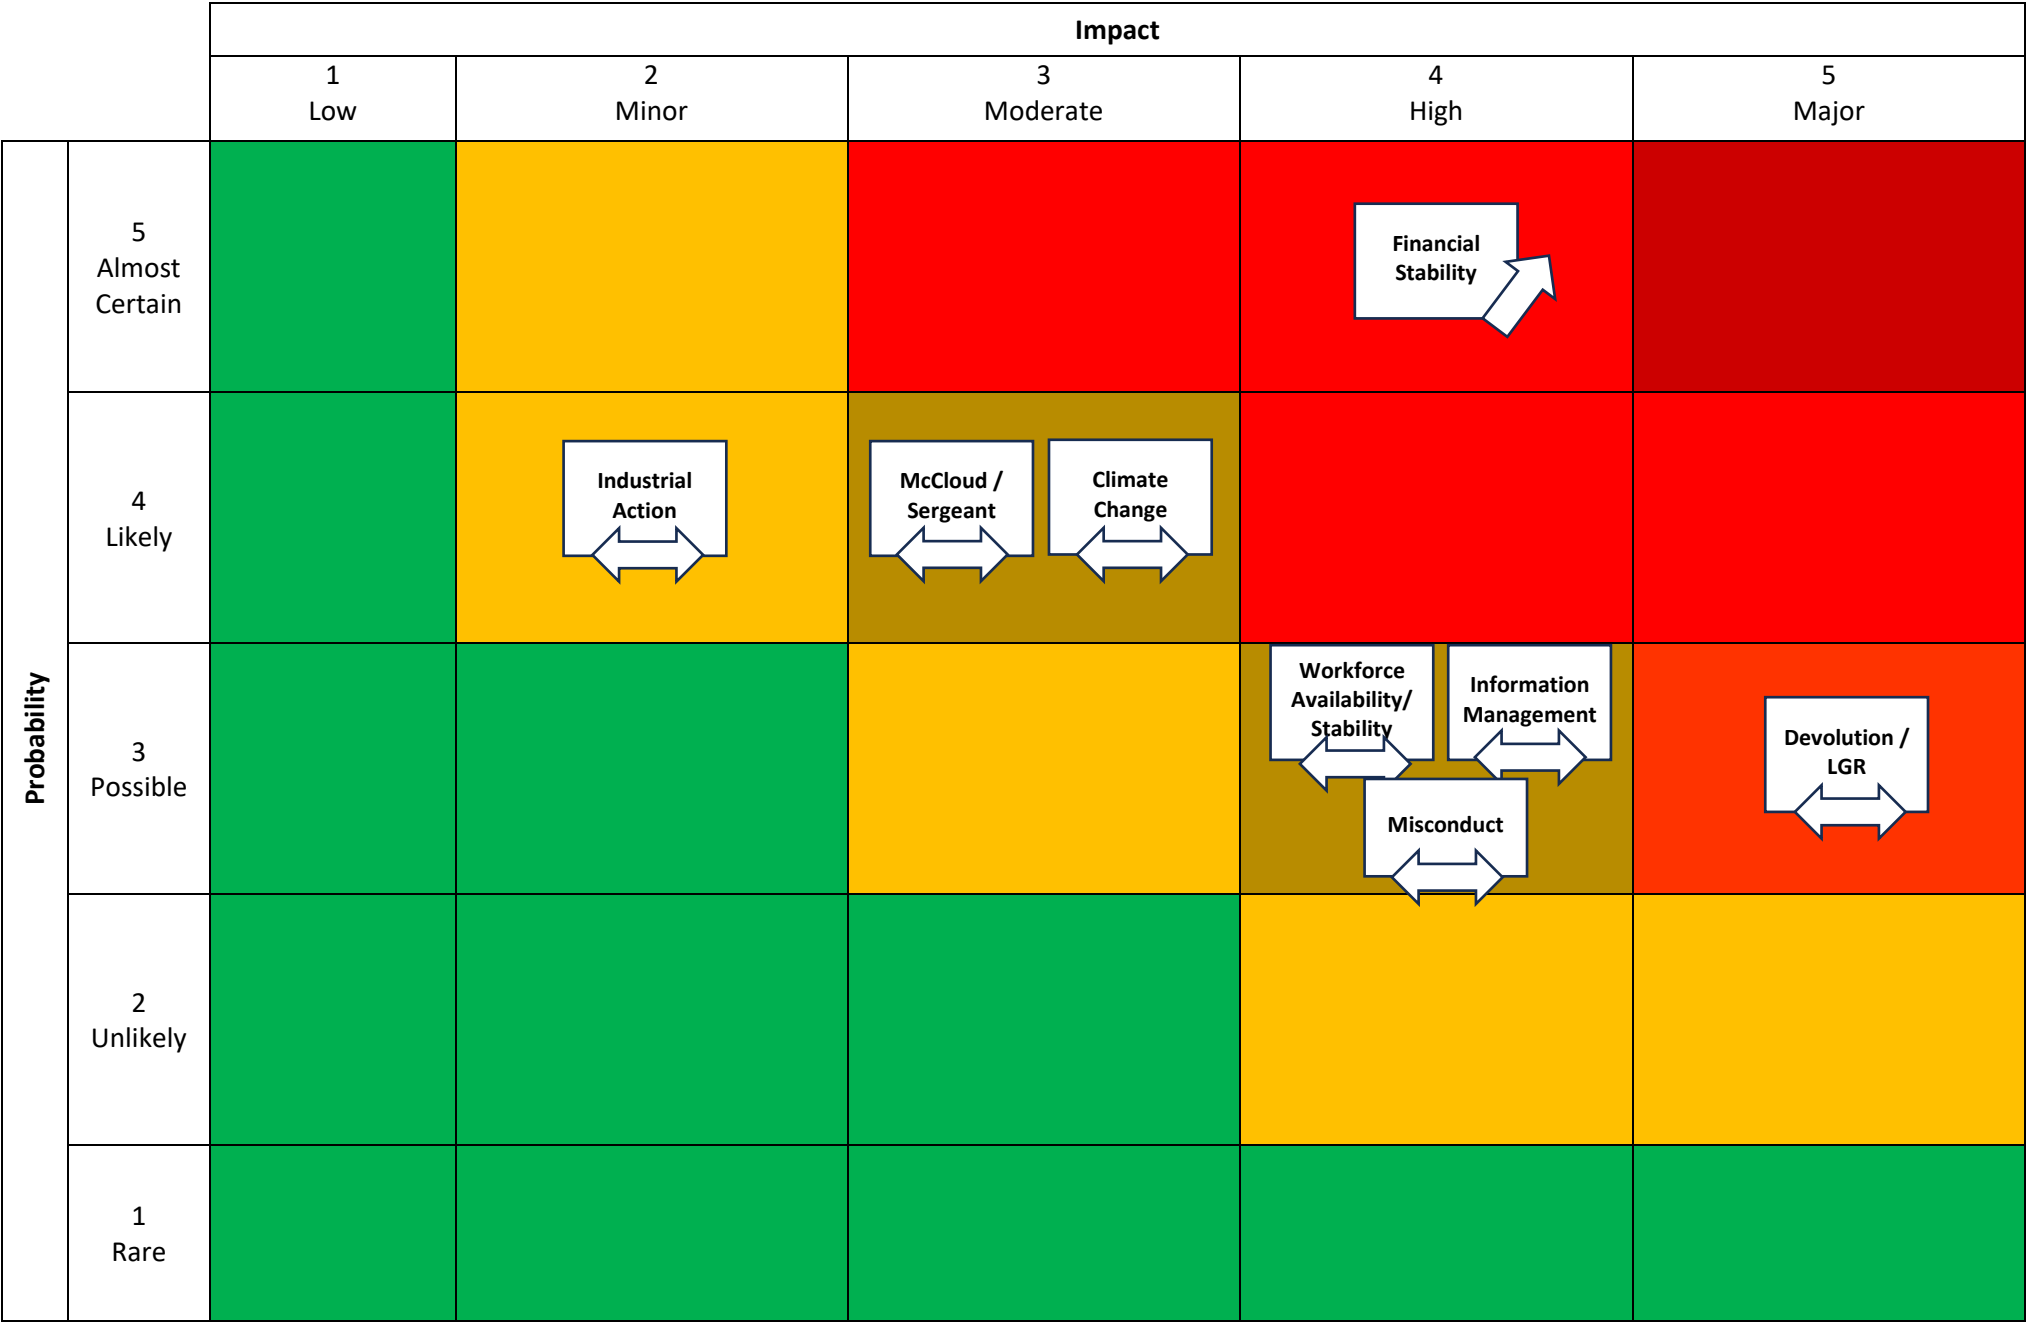 Impact
1
Low
2
Minor
3
Moderate
4
High
5
Major
Probability
5
Almost
Certain
Financial
Stability
4
Likely
Industrial
Action
McCloud /
Sergeant
Climate
Change
3
Possible
Workforce
Availability/
Stability
Information
Management
Misconduct
Devolution /
LGR
2
Unlikely
1
Rare